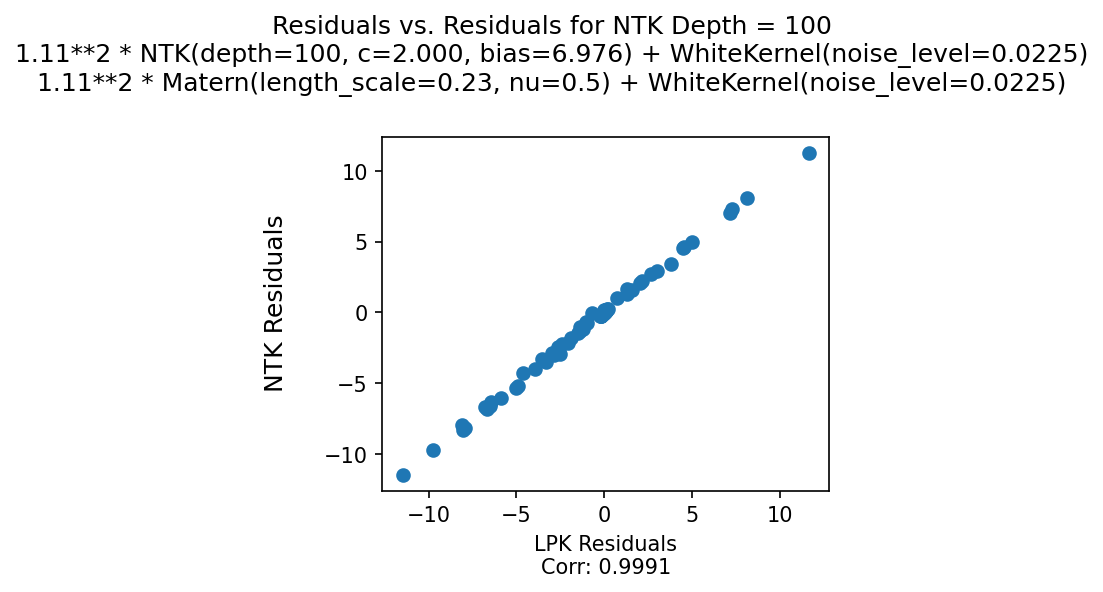 Residuals vs. Residuals for NTK Depth = 100
1.11**2 * NTK(depth=100, c=2.000, bias=6.976) + WhiteKernel(noise_level=0.0225)
1.11**2 * Matern(length_scale=0.23, nu=0.5) + WhiteKernel(noise_level=0.0225)
10
5
0
−5
−10
NTK Residuals
−10
−5
0
5
10
LPK Residuals
Corr: 0.9991